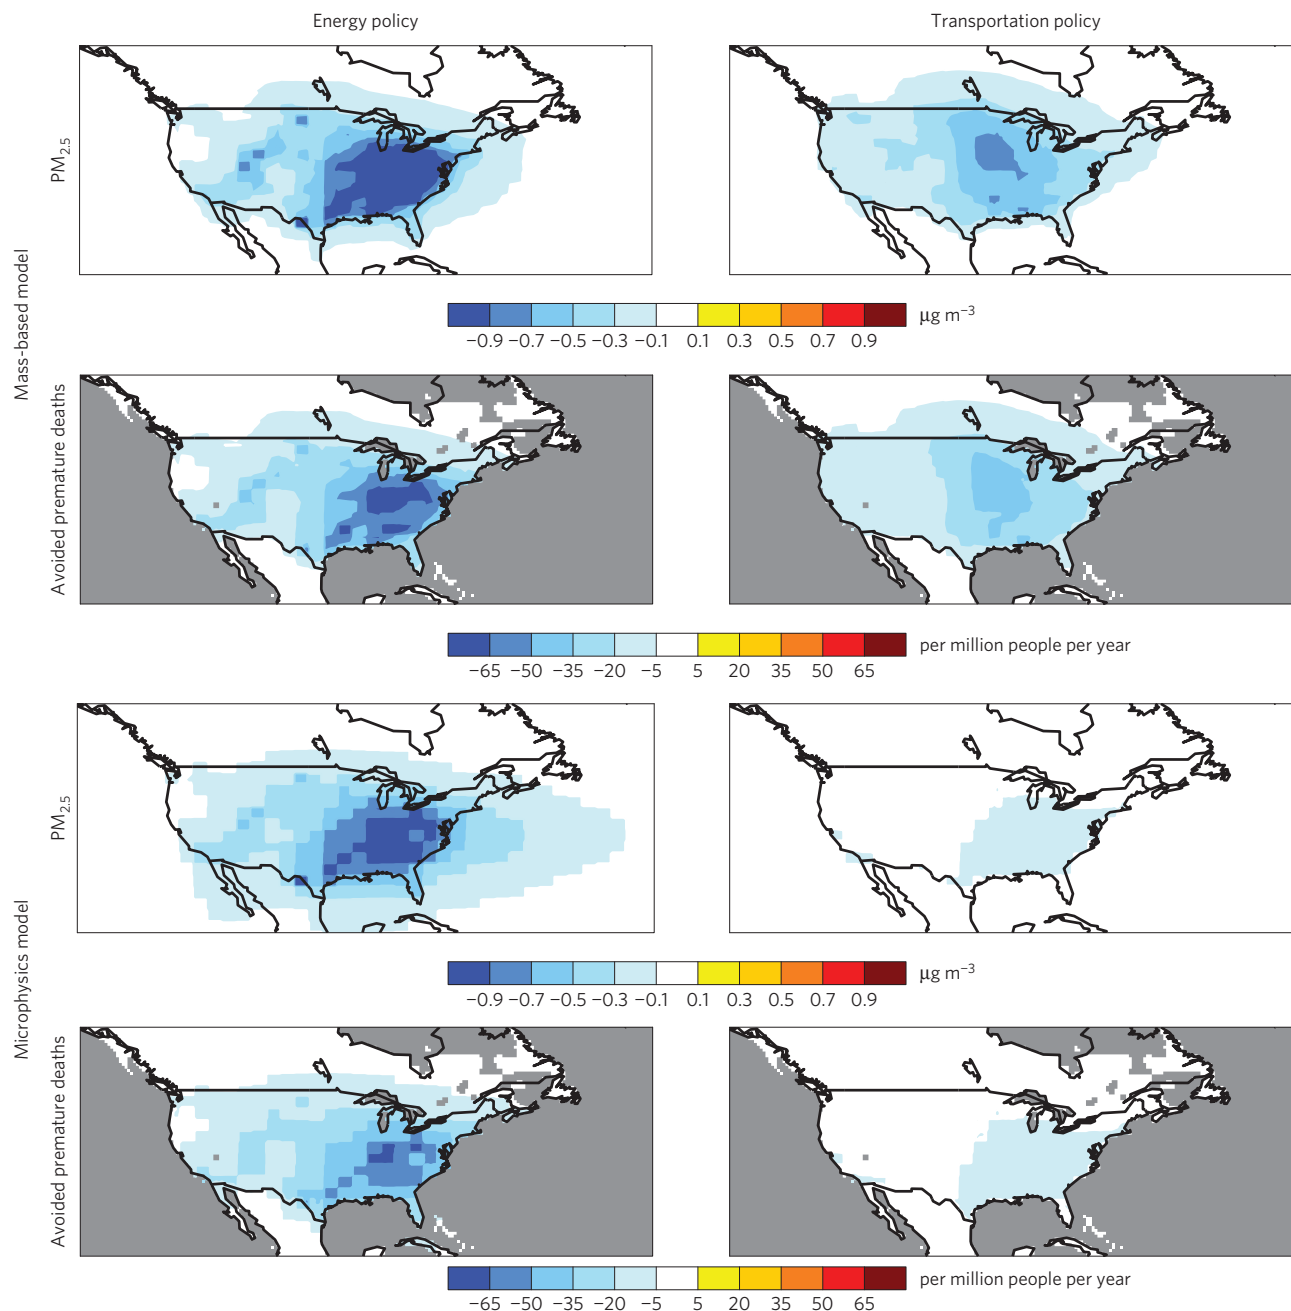 Energy policy
Transportation policy
Mass-based model
PM2.5
−0.9 −0.7 −0.5 −0.3 −0.1 0.1 0.3 0.5 0.7 0.9
µg m−3
Avoided premature deaths
−65 −50 −35 −20 −5 5 20 35 50 65
per million people per year
Microphysics model
PM2.5
−0.9 −0.7 −0.5 −0.3 −0.1 0.1 0.3 0.5 0.7 0.9
µg m−3
Avoided premature deaths
−65 −50 −35 −20 −5 5 20 35 50 65
per million people per year